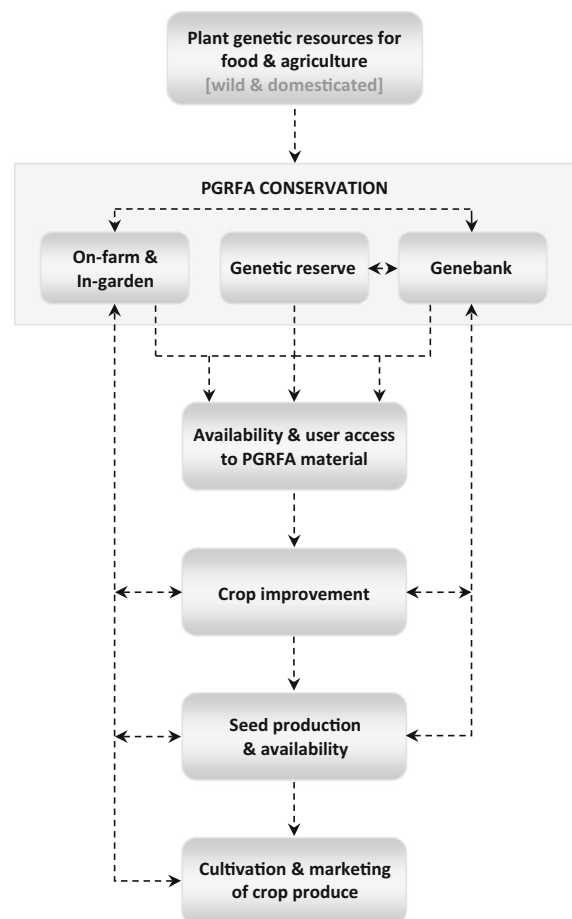 Plant genetic resources for
food & agriculture
[wild & domesticated]
PGRFA CONSERVATION
On-farm &
In-garden
Genetic reserve
Genebank
Availability & user access
to PGRFA material
Crop improvement
Seed production
& availability
Cultivation & marketing
of crop produce